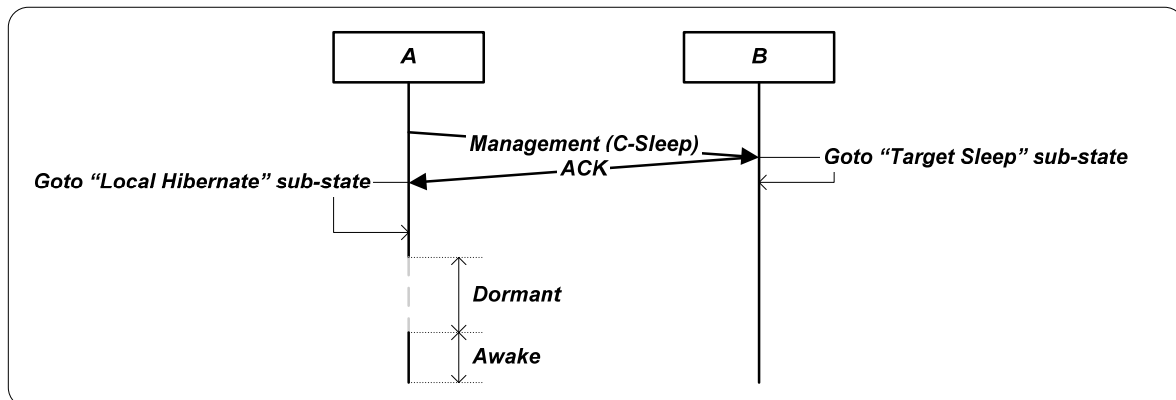 A
B
Management (C-Sleep)
Goto “Target Sleep” sub-state
ACK
Goto “Local Hibernate” sub-state
Dormant
Awake